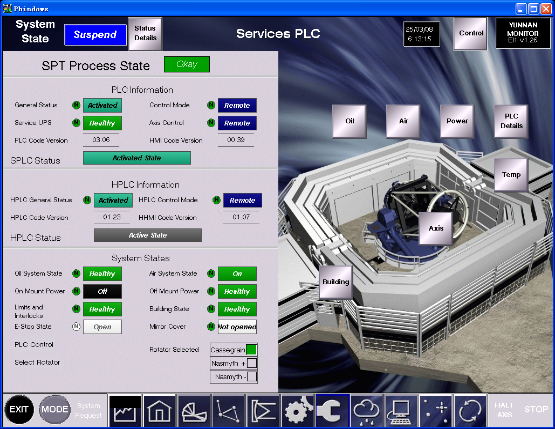 Phindows
System State
Suspend
Status Details
Services PLC
25/03/08
6:13:15
Control
YUNNAN MONITOR
SPT Process State
Okay
PLC Information
General Status
Activated
Control Mode
Remote
Service UPS
Healthy
Axis Control
Remote
PLC Code Version
03.06
HMI Code Version
00.39
SPLC Status
Activated State
HPLC Information
HPLC General Status
Activated
HPLC Control Mode
Remote
HPLC Code Version
01.23
HHMI Code Version
01.07
HPLC Status
Active State
System States
Oil System State
Healthy
Air System State
On
On Mount Power
Off
Off Mount Power
Healthy
Limits and Interlocks
Healthy
Building State
Healthy
E-Stop State
Open
Mirror Cover
Not opened
PLC Control
Rotator Selected
Cassegrain
Select Rotator
Nasmyth +
Nasmyth -
Oil
Air
Power
PLC Details
Temp
Axis
Building
EXIT
MODE
System Request
HALT AXIS
STOP